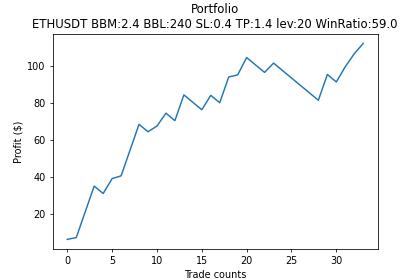 Portfolio
ETHUSDT BBM:2.4 BBL:240 SL:0.4 TP:1.4 lev:20 WinRatio:59.0
100
80
60
40
20
Profit ($)
0 5 10 15 20 25 30
Trade counts